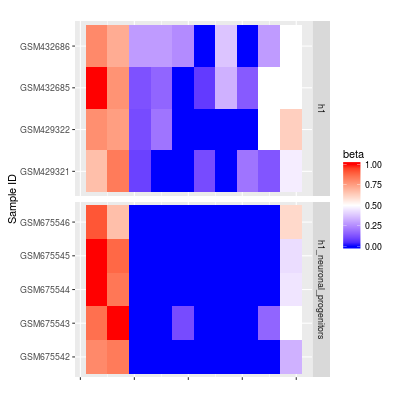 GSM432686
GSM432685
GSM429322
GSM429321
h1
GSM675546
GSM675545
GSM675544
GSM675543
GSM675542
h1_neuronal_progenitors
Sample ID
beta
1.00
0.75
0.50
0.25
0.00